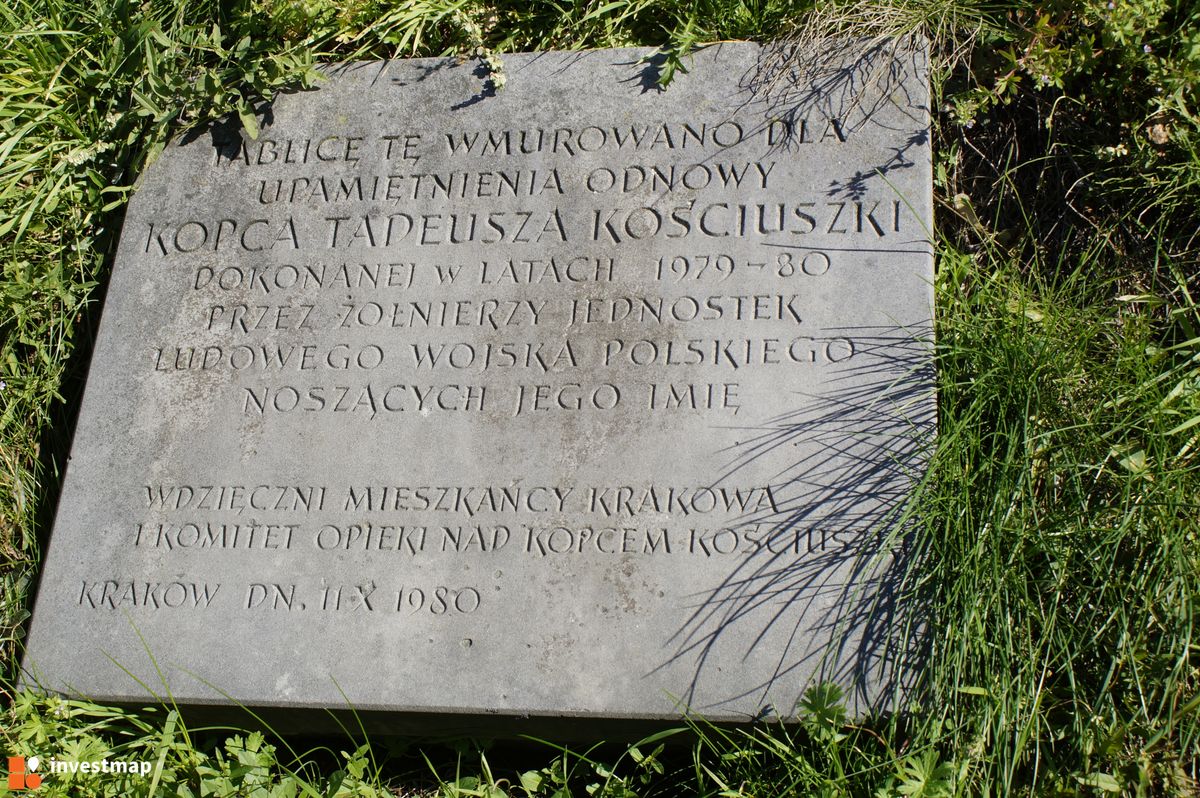 TABLICĘ TĘ WMUROWANO DLA
UPAMIĘTNIENIA ODNOWY
KOPCA TADEUSZA KOŚCIUSZKI
DOKONANEJ W LATACH 1979-80
PRZEZ ŻOŁNIERZY JEDNOSTEK
LUDOWEGO WOJSKA POLSKIEGO
NOSZĄCYCH JEGO IMIĘ
WDZIĘCZNI MIESZKAŃCY KRAKOWA
I KOMITET OPIEKI NAD KOPCEM KOŚCIUSZKI
KRAKÓW DN. 11·X 1980
investmap